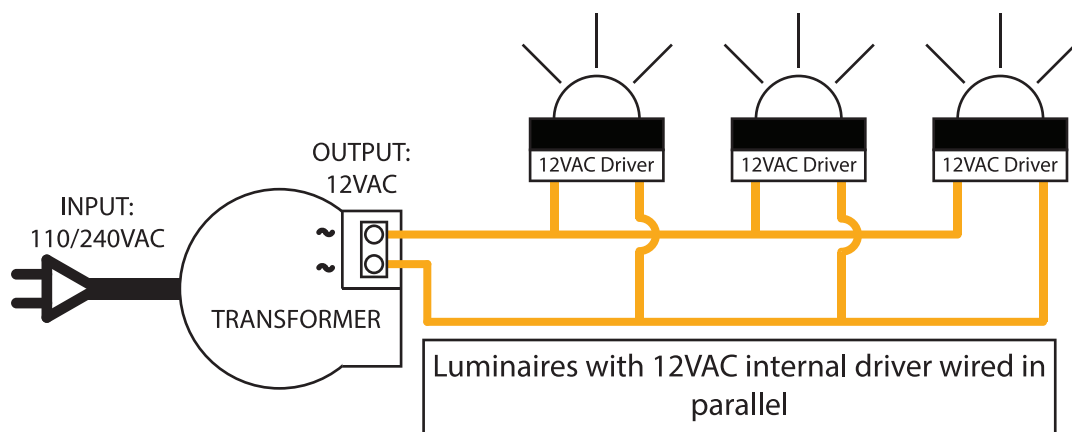 INPUT:
110/240VAC
OUTPUT:
12VAC
~
~
TRANSFORMER
12VAC Driver
12VAC Driver
12VAC Driver
Luminaires with 12VAC internal driver wired in
parallel